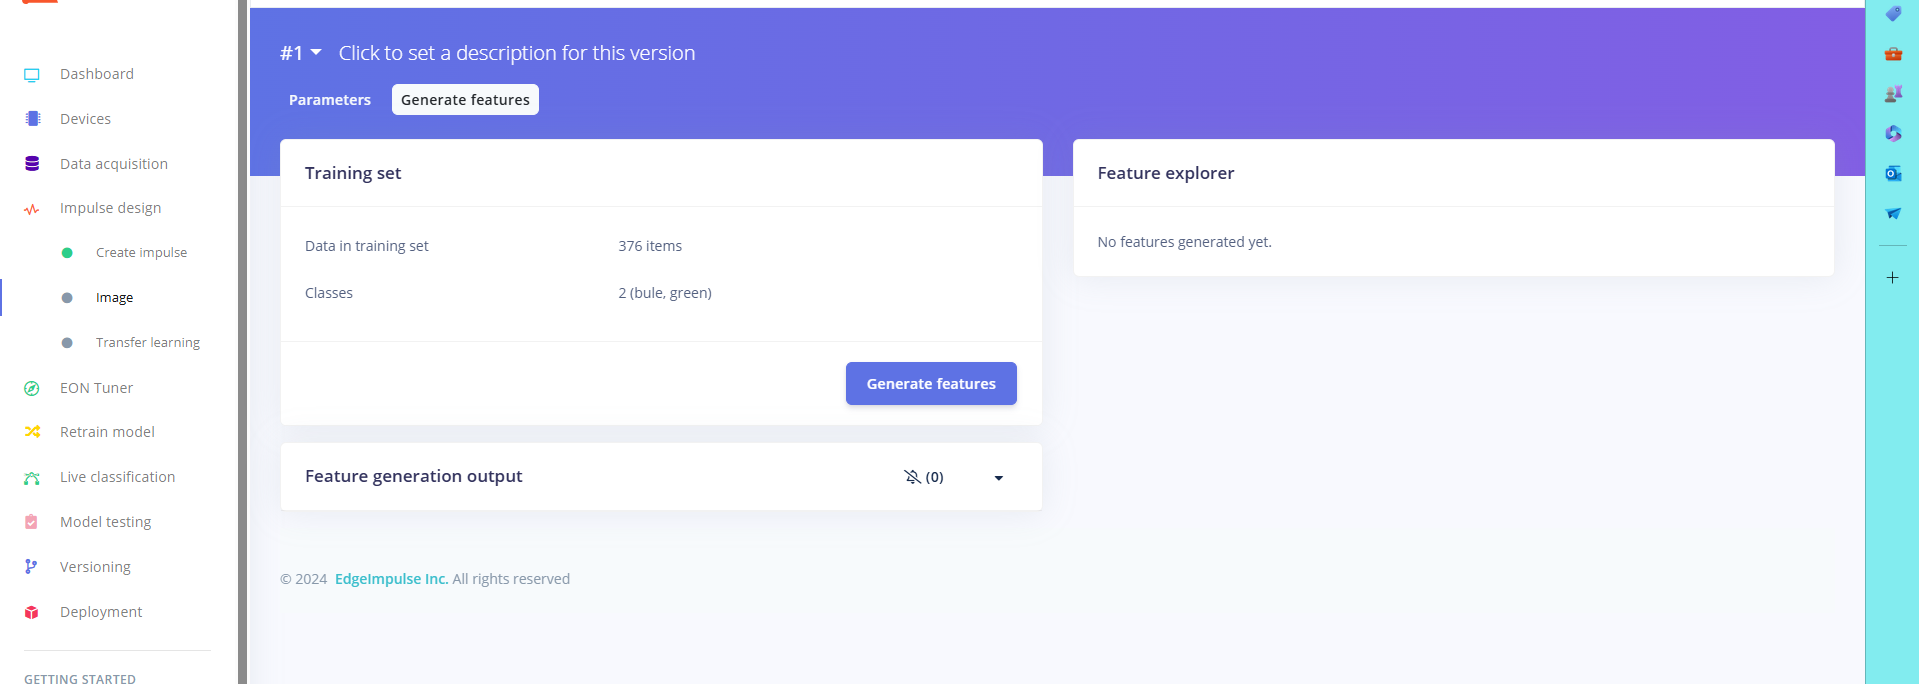 Dashboard
Devices
Data acquisition
Impulse design
Create impulse
Image
Transfer learning
EON Tuner
Retrain model
Live classification
Model testing
Versioning
Deployment
GETTING STARTED
#1 Click to set a description for this version
Parameters Generate features
Training set
Data in training set 376 items
Classes 2 (bule, green)
Generate features
Feature generation output (0)
Feature explorer
No features generated yet.
© 2024 EdgeImpulse Inc. All rights reserved